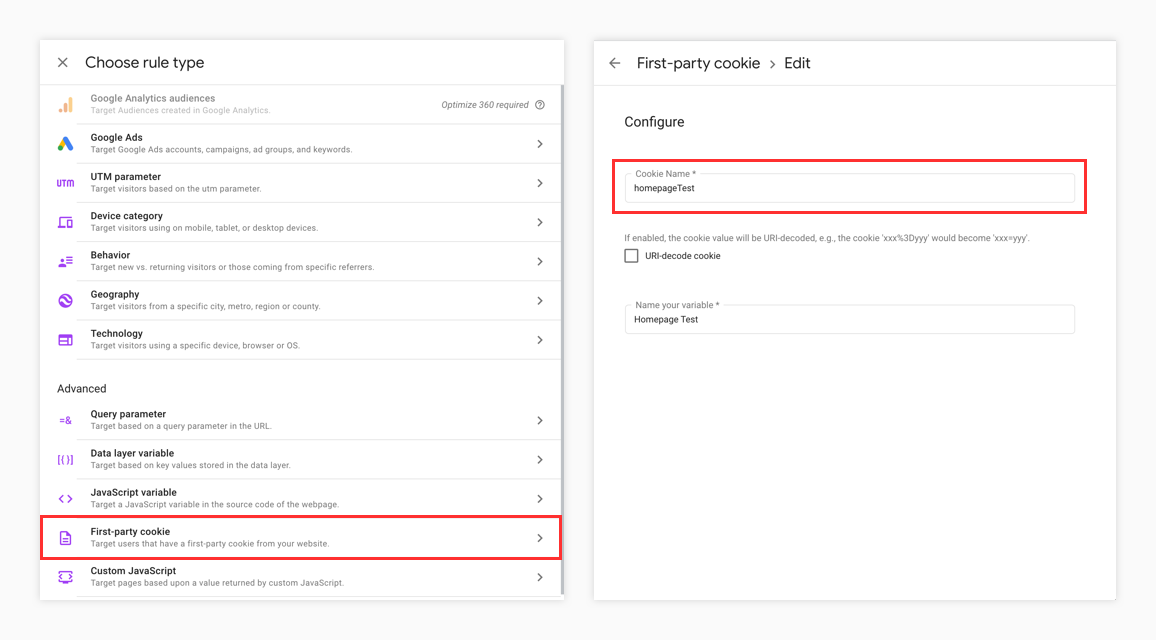 Choose rule type
Google Analytics audiences
Target Audiences created in Google Analytics.
Optimize 360 required
Google Ads
Target Google Ads accounts, campaigns, ad groups, and keywords.
UTM
UTM parameter
Target visitors based on the utm parameter.
Device category
Target visitors using on mobile, tablet, or desktop devices.
Behavior
Target new vs. returning visitors or those coming from specific referrers.
Geography
Target visitors from a specific city, metro, region or county.
Technology
Target visitors using a specific device, browser or OS.
Advanced
=&
Query parameter
Target based on a query parameter in the URL.
[{}]
Data layer variable
Target based on key values stored in the data layer.
<>
JavaScript variable
Target a JavaScript variable in the source code of the webpage.
First-party cookie
Target users that have a first-party cookie from your website.
Custom JavaScript
Target pages based upon a value returned by custom JavaScript.
First-party cookie > Edit
Configure
Cookie Name *
homepageTest
If enabled, the cookie value will be URI-decoded, e.g., the cookie 'xxx%3Dyyy' would become 'xxx=yyy'.
URI-decode cookie
Name your variable *
Homepage Test